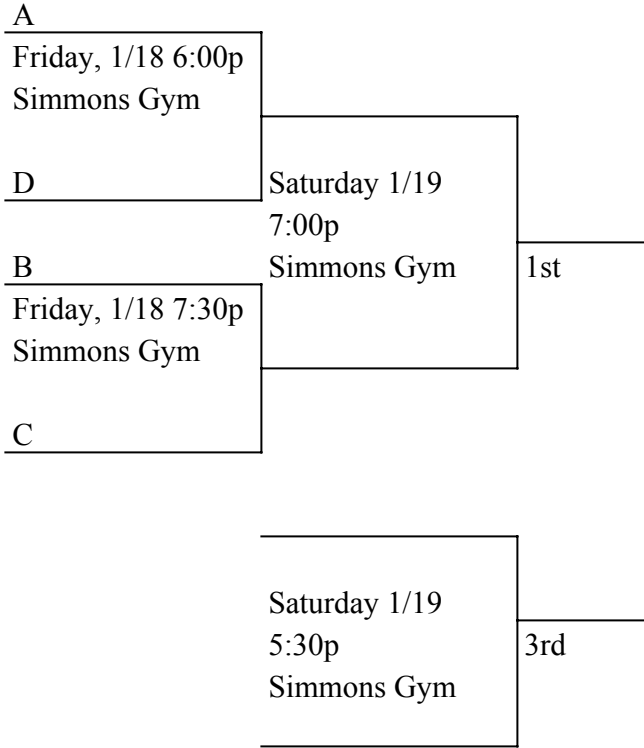 A
Friday, 1/18 6:00p
Simmons Gym
D
Saturday 1/19
7:00p
Simmons Gym
1st
B
Friday, 1/18 7:30p
Simmons Gym
C
Saturday 1/19
5:30p
Simmons Gym
3rd